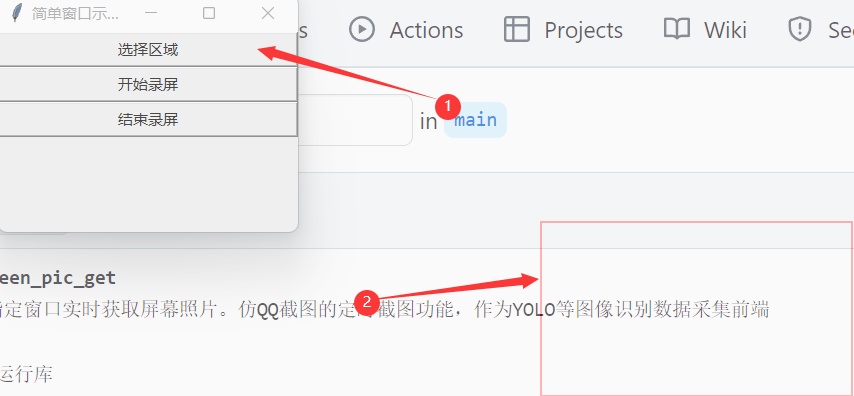 简单窗口示...
选择区域
开始录屏
结束录屏
s Actions Projects Wiki Se
1
in main
een_pic_get
2
指定窗口实时获取屏幕照片。仿QQ截图的定时截图功能，作为YOLO等图像识别数据采集前端
运行库